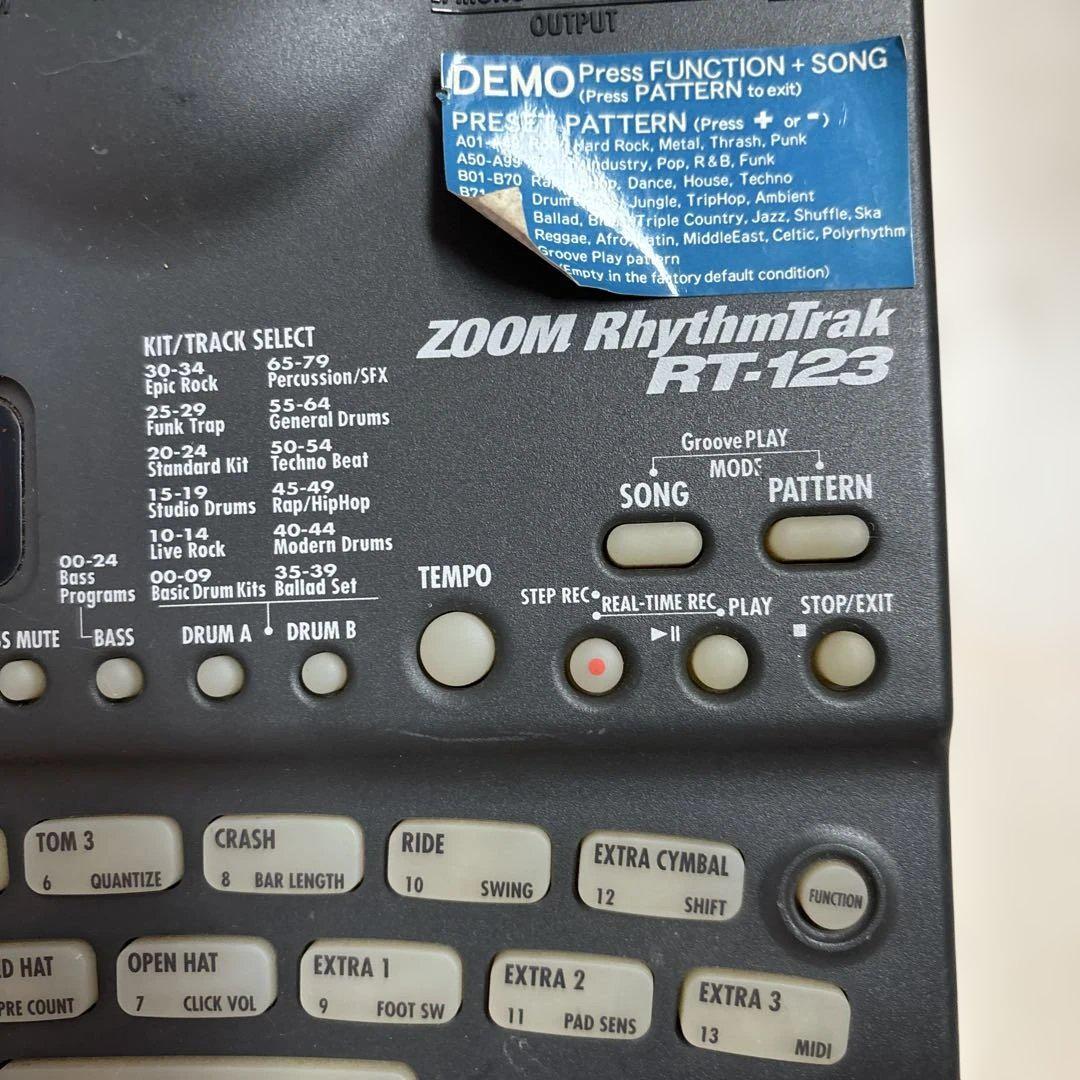 OUTPUT
DEMO Press FUNCTION + SONG
(Press PATTERN to exit)
PRESET PATTERN (Press + or -)
A01- Rock, Hard Rock, Metal, Thrash, Punk
A50-A99 Industry, Pop, R&B, Funk
B01-B70 Dance, House, Techno
B71 Jungle, TripHop, Ambient
Ballad, Triple Country, Jazz, Shuffle, Ska
Reggae, Afro, Latin, MiddleEast, Celtic, Polyrhythm
Groove Play pattern
(Empty in the factory default condition)
ZOOM RhythmTrak
RT-123
KIT/TRACK SELECT
30-34 65-79
Epic Rock Percussion/SFX
25-29 55-64
Funk Trap General Drums
20-24 50-54
Standard Kit Techno Beat
15-19 45-49
Studio Drums Rap/HipHop
10-14 40-44
Live Rock Modern Drums
00-09 35-39
Basic Drum Kits Ballad Set
00-24
Bass
Programs
MUTE BASS DRUM A DRUM B
TEMPO
Groove PLAY
MODE
SONG PATTERN
STEP REC REAL-TIME REC PLAY STOP/EXIT
TOM 3
6 QUANTIZE
CRASH
8 BAR LENGTH
RIDE
10 SWING
EXTRA CYMBAL
12 SHIFT
FUNCTION
HAT
PRE COUNT
OPEN HAT
7 CLICK VOL
EXTRA 1
9 FOOT SW
EXTRA 2
11 PAD SENS
EXTRA 3
13 MIDI